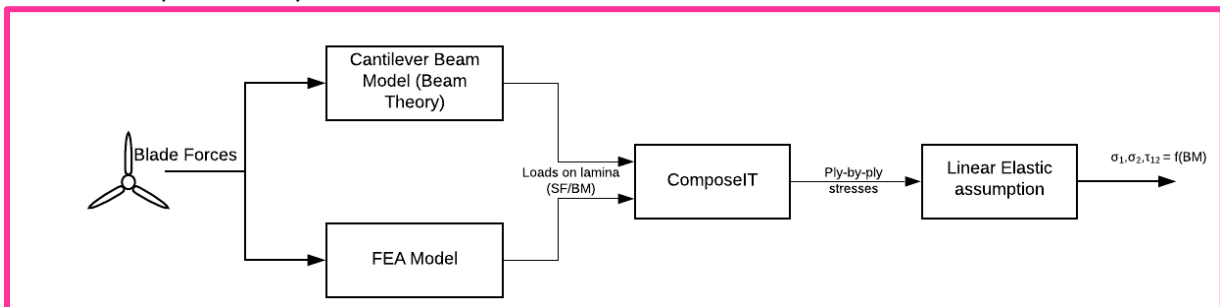 Cantilever Beam
Model (Beam
Theory)
Blade Forces
Loads on lamina
(SF/BM)
FEA Model
ComposeIT
Ply-by-ply
stresses
Linear Elastic
assumption
σ₁,σ₂,τ₁₂ = f(BM)